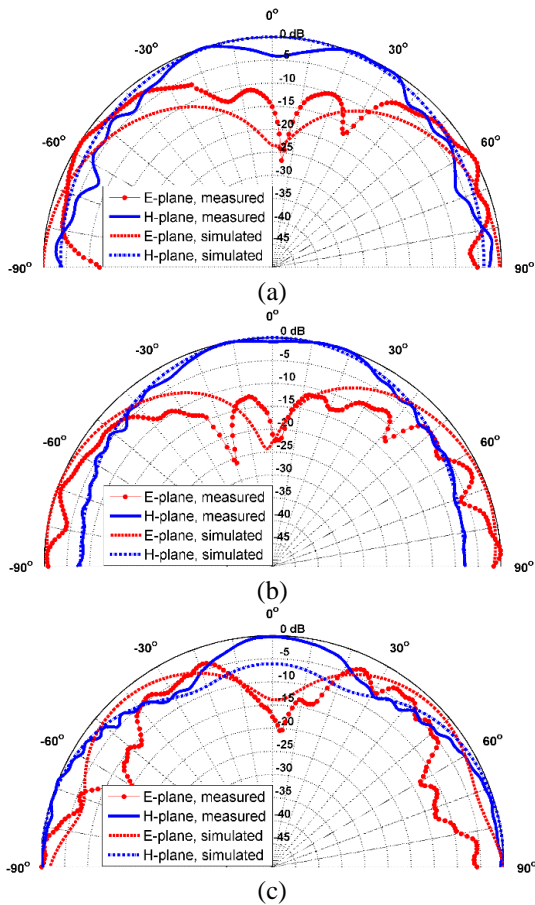 0°
0 dB
-30°
30°
-5
-10
-15
-20
-25
-30
-35
-40
-45
-60°
60°
E-plane, measured
H-plane, measured
E-plane, simulated
H-plane, simulated
-90°
90°
(a)
0°
0 dB
-30°
30°
-5
-10
-15
-20
-25
-30
-35
-40
-45
-60°
60°
E-plane, measured
H-plane, measured
E-plane, simulated
H-plane, simulated
-90°
90°
(b)
0°
0 dB
-30°
30°
-5
-10
-15
-20
-25
-30
-35
-40
-45
-60°
60°
E-plane, measured
H-plane, measured
E-plane, simulated
H-plane, simulated
-90°
90°
(c)